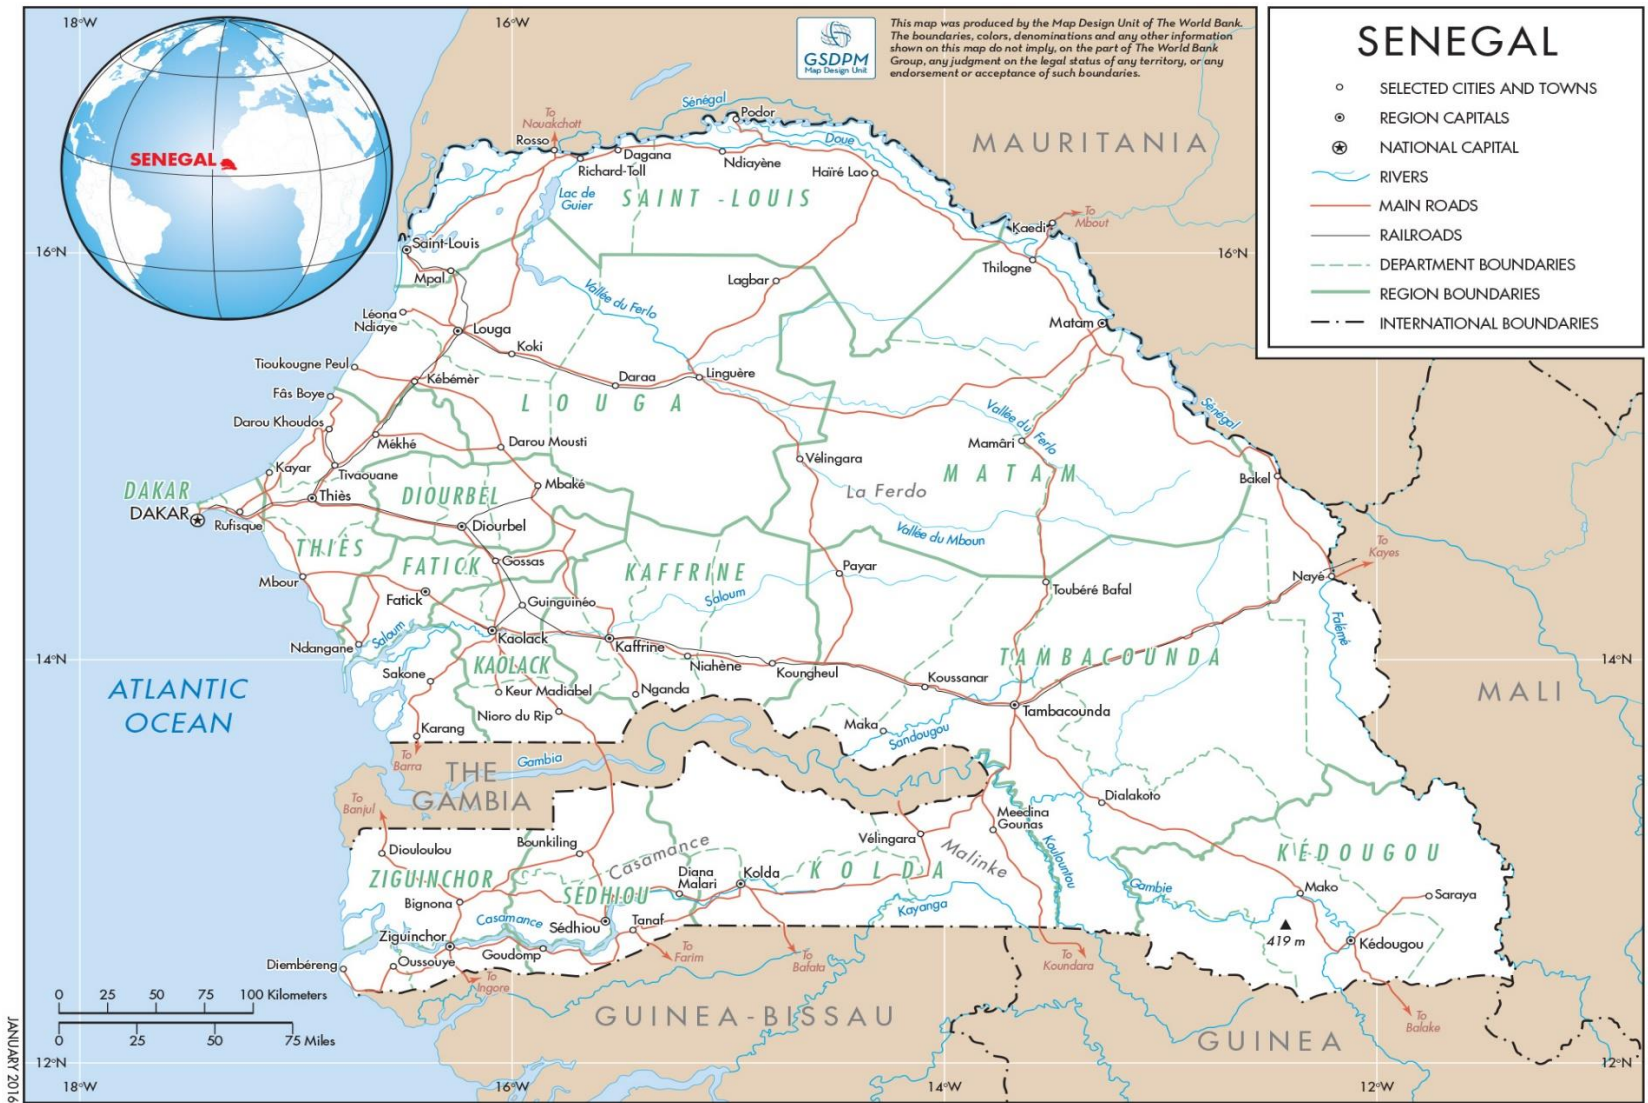 18°W
16°W
GSDPM
Map Design Unit
This map was produced by the Map Design Unit of The World Bank.
The boundaries, colors, denominations and any other information
shown on this map do not imply, on the part of The World Bank
Group, any judgment on the legal status of any territory, or any
endorsement or acceptance of such boundaries.
SENEGAL
SELECTED CITIES AND TOWNS
REGION CAPITALS
NATIONAL CAPITAL
RIVERS
MAIN ROADS
RAILROADS
DEPARTMENT BOUNDARIES
REGION BOUNDARIES
INTERNATIONAL BOUNDARIES
SENEGAL
To
Nouakchott
Sénégal
Podor
Rosso
Doue
MAURITANIA
Dagana
Ndiayène
Richard-Toll
Haïré Lao
Lac de
Guier
SAINT-LOUIS
To
Mbout
Kaedi
Saint-Louis
16°N
16°N
Thilogne
Mpal
Lagbar
Vallée du Ferlo
Léona
Ndiaye
Louga
Matam
Koki
Tioukougne Peul
Kébémèr
Daraa
Linguère
Fâs Boye
LOUGA
Vallée du Ferlo
Sénégal
Darou Khoudos
Mékhé
Darou Mousti
Mamâri
Kayar
Tivaouane
Vélingara
MATAM
Bakel
DAKAR
Thiès
DIOURBEL
Mbaké
La Ferdo
DAKAR
Rufisque
Diourbel
Vallée du Mboun
THIÈS
To
Kayes
FATICK
Gossas
KAFFRINE
Payar
Mbour
Nayé
Fatick
Guinguinéo
Saloum
Toubéré Bafal
Saloum
Kaolack
Falémé
Ndangane
Kaffrine
14°N
KAOLACK
Niahène
Koungheul
TAMBACOUNDA
14°N
Sakone
Keur Madiabel
Nganda
Koussanar
ATLANTIC
OCEAN
MALI
Nioro du Rip
Tambacounda
Karang
Maka
Sandougou
To
Barra
Gambia
THE
GAMBIA
To
Banjul
Dialakoto
Meedina
Gounas
Diouloulou
Bounkiling
Casamance
Vélingara
Malinke
Koulountou
KÉDOUGOU
ZIGUINCHOR
SÉDHIOU
Diana
Malari
Kolda
KOLDA
Gambie
Mako
Saraya
Bignona
Casamance
Kayanga
Sédhiou
Tanaf
419 m
Ziguinchor
Kédougou
Goudomp
To
Farim
To
Bafata
To
Koundara
Diembéreng
Oussouye
To
Ingore
0 25 50 75 100 Kilometers
0 25 50 75 Miles
GUINEA-BISSAU
To
Balake
GUINEA
12°N
12°N
18°W
16°W
14°W
12°W
JANUARY 2016